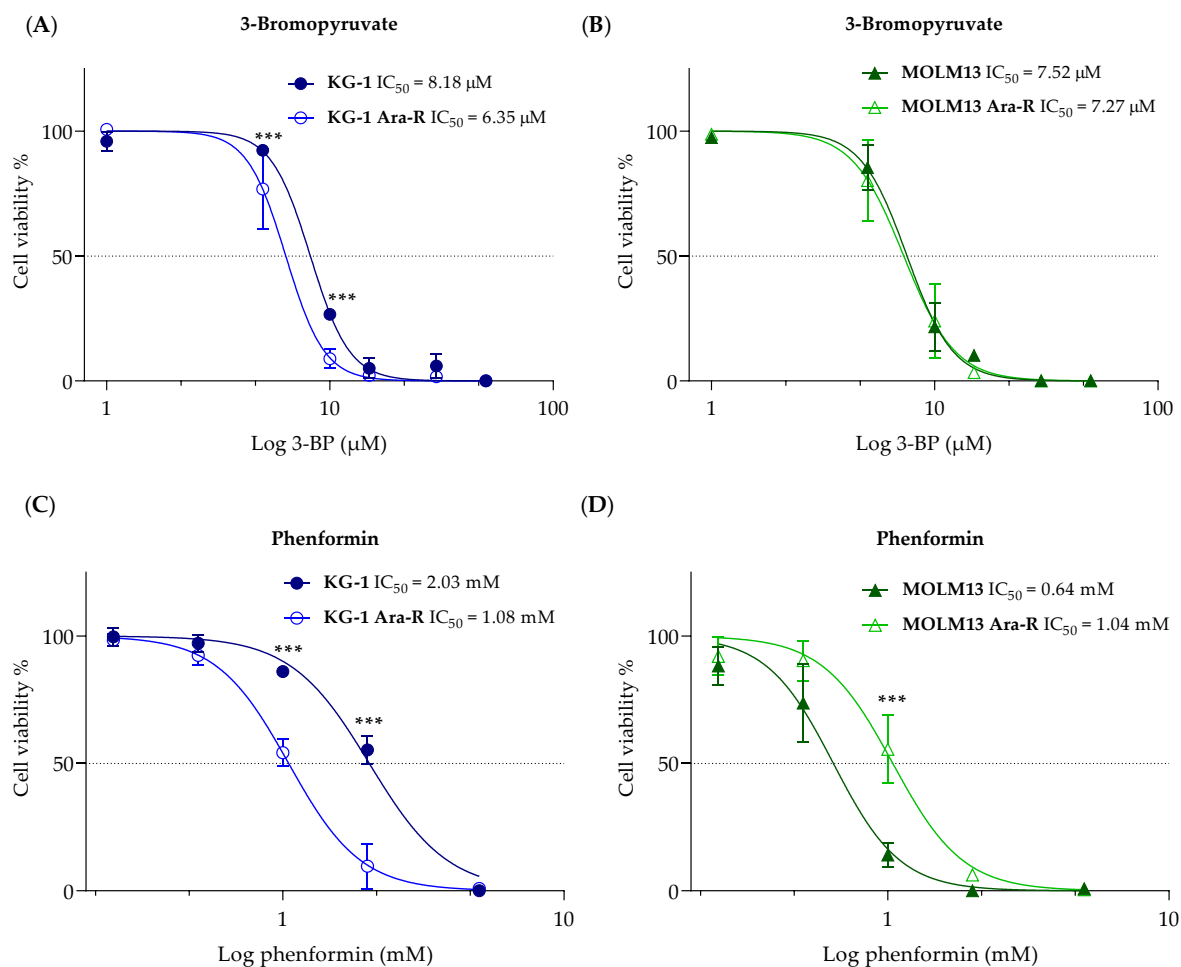 (A)
3-Bromopyruvate
KG-1 IC50 = 8.18 µM
KG-1 Ara-R IC50 = 6.35 µM
***
***
100
50
0
Cell viability %
1
10
100
Log 3-BP (µM)
(B)
3-Bromopyruvate
MOLM13 IC50 = 7.52 µM
MOLM13 Ara-R IC50 = 7.27 µM
100
50
0
Cell viability %
1
10
100
Log 3-BP (µM)
(C)
Phenformin
KG-1 IC50 = 2.03 mM
KG-1 Ara-R IC50 = 1.08 mM
***
***
100
50
0
Cell viability %
1
10
Log phenformin (mM)
(D)
Phenformin
MOLM13 IC50 = 0.64 mM
MOLM13 Ara-R IC50 = 1.04 mM
***
100
50
0
Cell viability %
1
10
Log phenformin (mM)